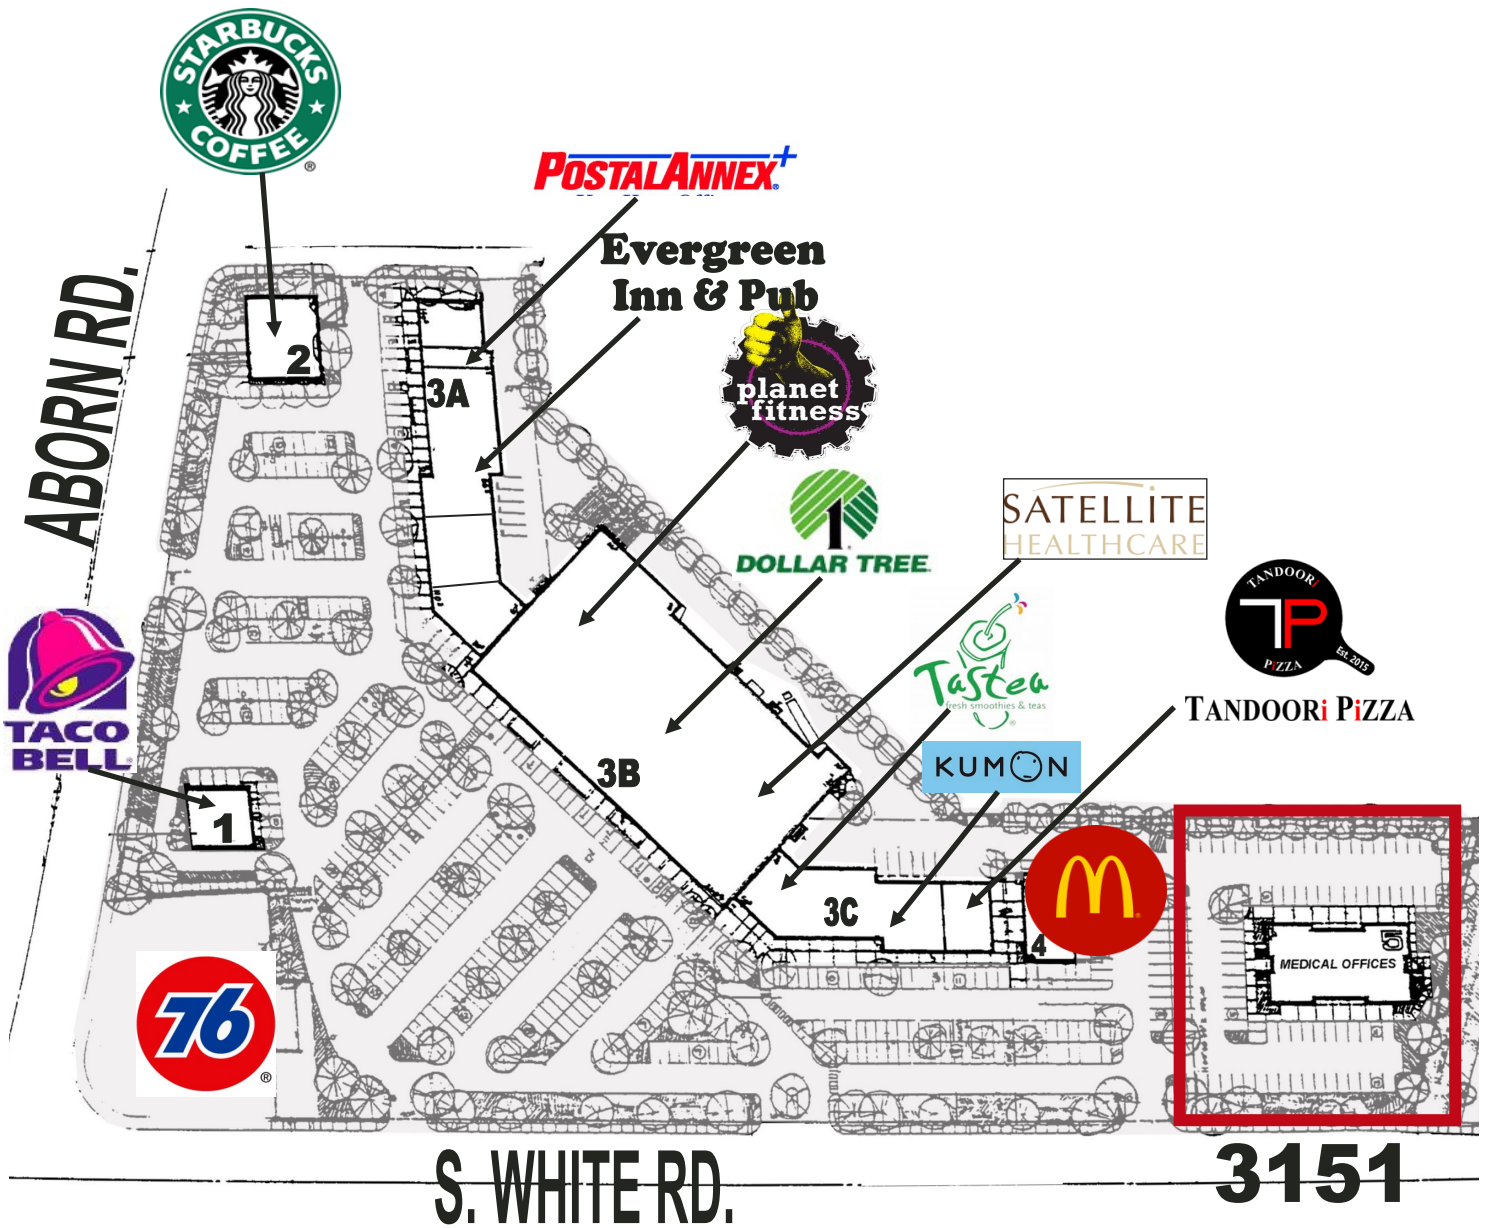 STARBUCKS
COFFEE
®
POSTALANNEX+
®
Evergreen
Inn & Pub
ABORN RD.
2
3A
planet
fitness
®
1
DOLLAR TREE
SATELLITE
HEALTHCARE
TANDOORi
TP
PiZZA
Est. 2015
TANDOORi PiZZA
Tastea
fresh smoothies & teas
®
TACO
BELL
®
KUMON
3B
1
3C
4
M
®
MEDICAL OFFICES
76
®
S. WHITE RD.
3151